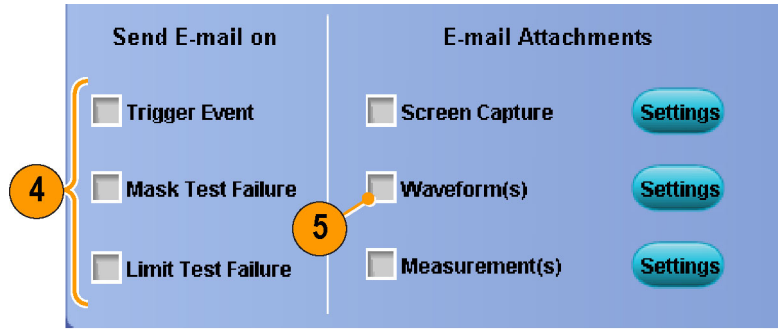 Send E-mail on
E-mail Attachments
Trigger Event
Screen Capture
Settings
4
Mask Test Failure
Waveform(s)
Settings
5
Limit Test Failure
Measurement(s)
Settings